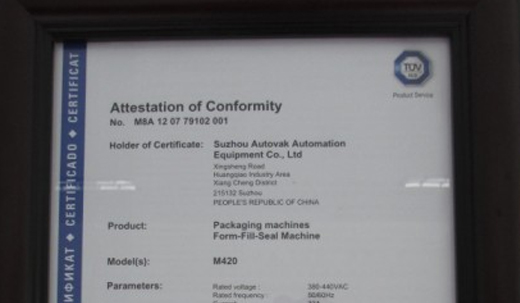 TÜV
SÜD
Product Service
Attestation of Conformity
No. M8A 12 07 79102 001
Holder of Certificate: Suzhou Autovak Automation
Equipment Co., Ltd
Xingsheng Road
Huangqiao Industry Area
Xiang Cheng District
215132 Suzhou
PEOPLE'S REPUBLIC OF CHINA
Product: Packaging machines
Form-Fill-Seal Machine
Model(s): M420
Parameters: Rated voltage: 380-440VAC
Rated frequency: 50/60Hz
ИФИКАТ ◆ CERTIFICADO ◆ CERTIFICAT